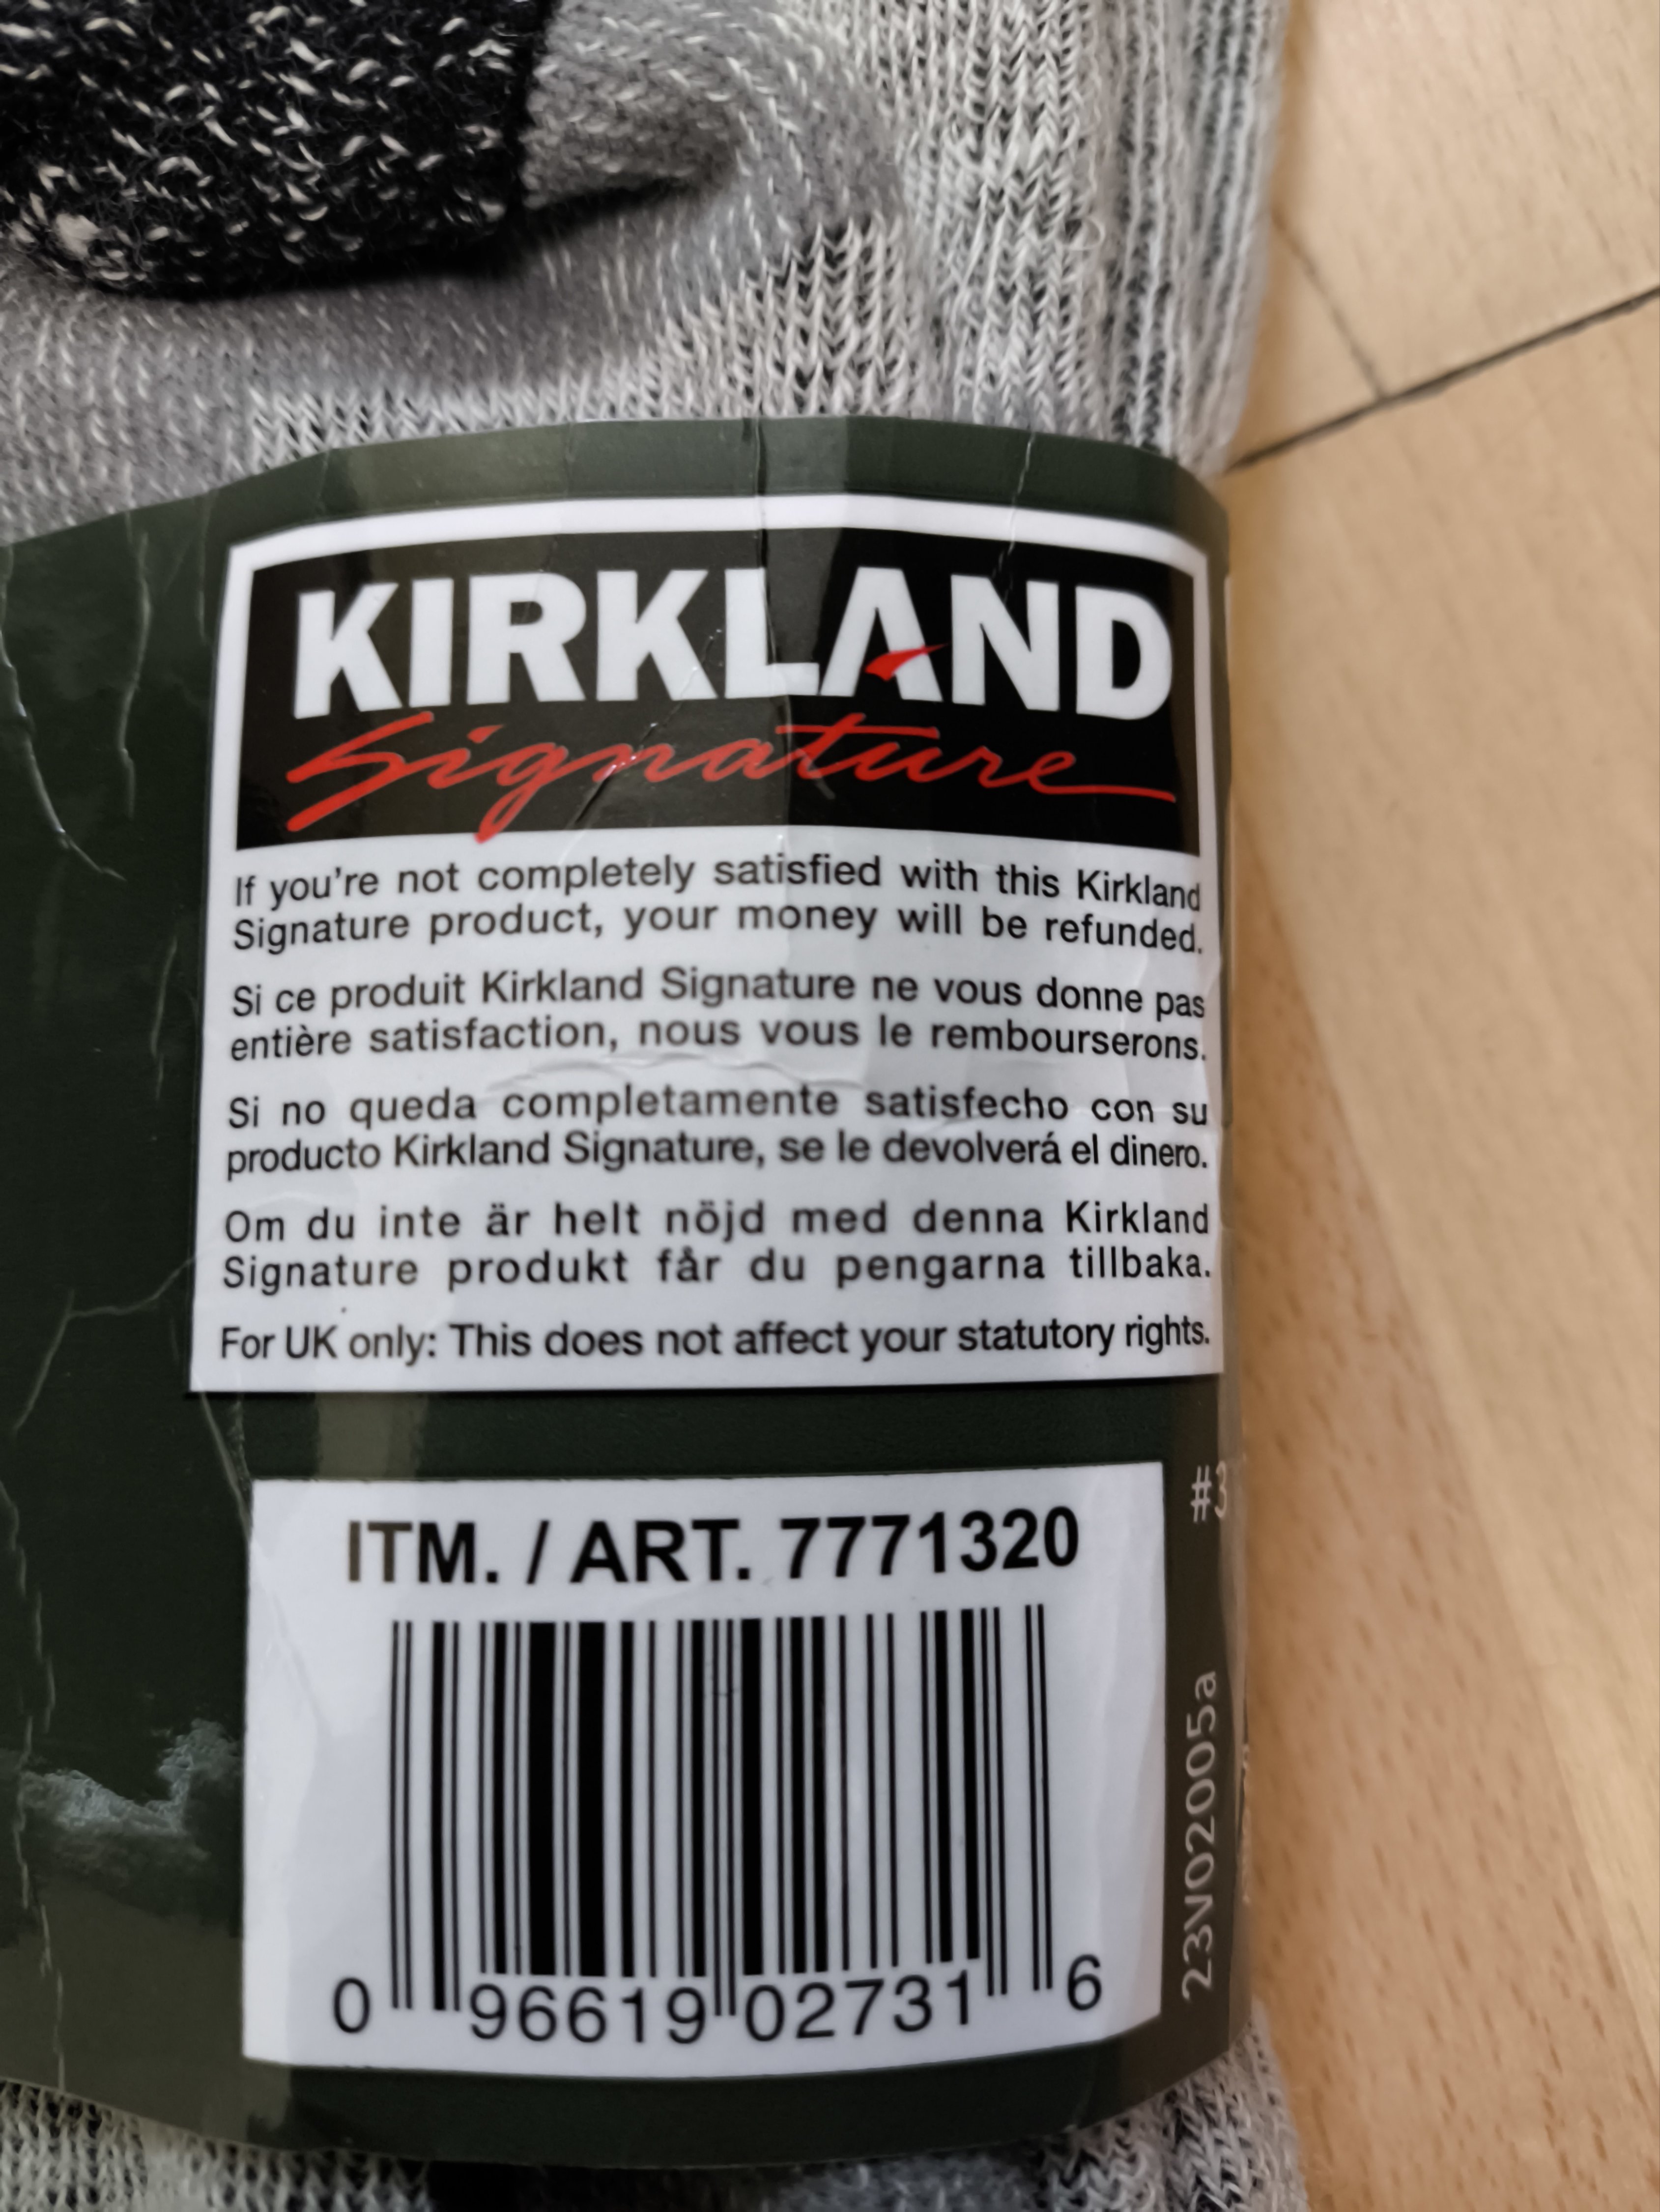 KIRKLAND
Signature
If you're not completely satisfied with this Kirkland
Signature product, your money will be refunded.
Si ce produit Kirkland Signature ne vous donne pas
entière satisfaction, nous vous le rembourserons.
Si no queda completamente satisfecho con su
producto Kirkland Signature, se le devolverá el dinero.
Om du inte är helt nöjd med denna Kirkland
Signature produkt får du pengarna tillbaka.
For UK only: This does not affect your statutory rights.
ITM. / ART. 7771320
0 96619 02731 6
#3
23V02005a